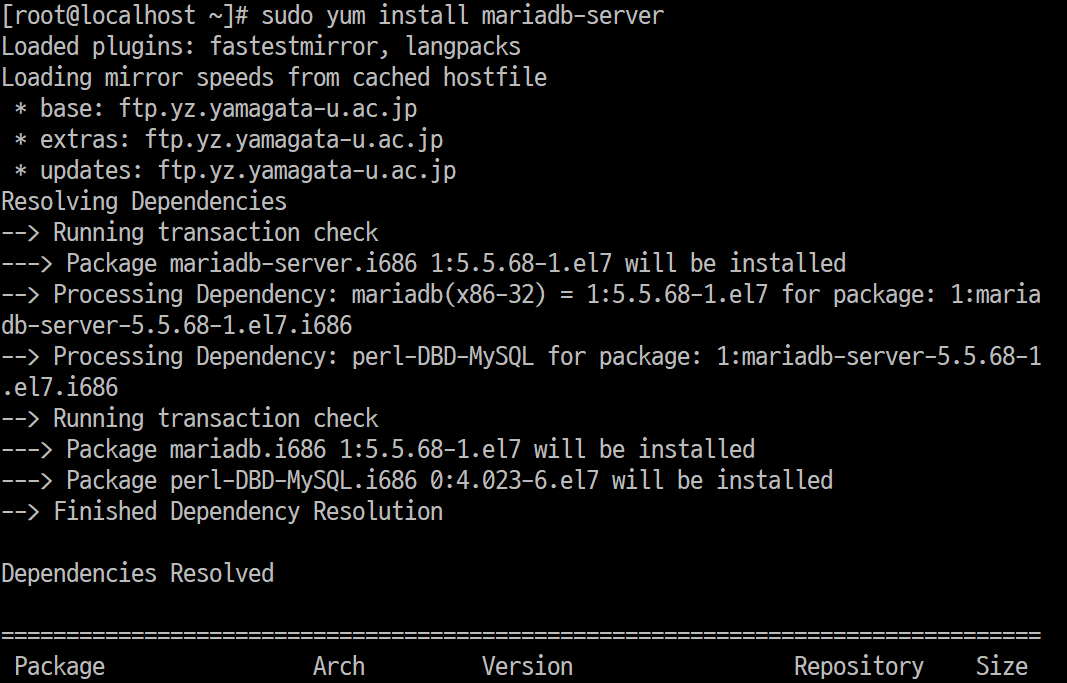 [root@localhost ~]# sudo yum install mariadb-server
Loaded plugins: fastestmirror, langpacks
Loading mirror speeds from cached hostfile
 * base: ftp.yz.yamagata-u.ac.jp
 * extras: ftp.yz.yamagata-u.ac.jp
 * updates: ftp.yz.yamagata-u.ac.jp
Resolving Dependencies
--> Running transaction check
---> Package mariadb-server.i686 1:5.5.68-1.el7 will be installed
--> Processing Dependency: mariadb(x86-32) = 1:5.5.68-1.el7 for package: 1:maria
db-server-5.5.68-1.el7.i686
--> Processing Dependency: perl-DBD-MySQL for package: 1:mariadb-server-5.5.68-1
.el7.i686
--> Running transaction check
---> Package mariadb.i686 1:5.5.68-1.el7 will be installed
---> Package perl-DBD-MySQL.i686 0:4.023-6.el7 will be installed
--> Finished Dependency Resolution

Dependencies Resolved

================================================================================
 Package                Arch         Version                 Repository    Size